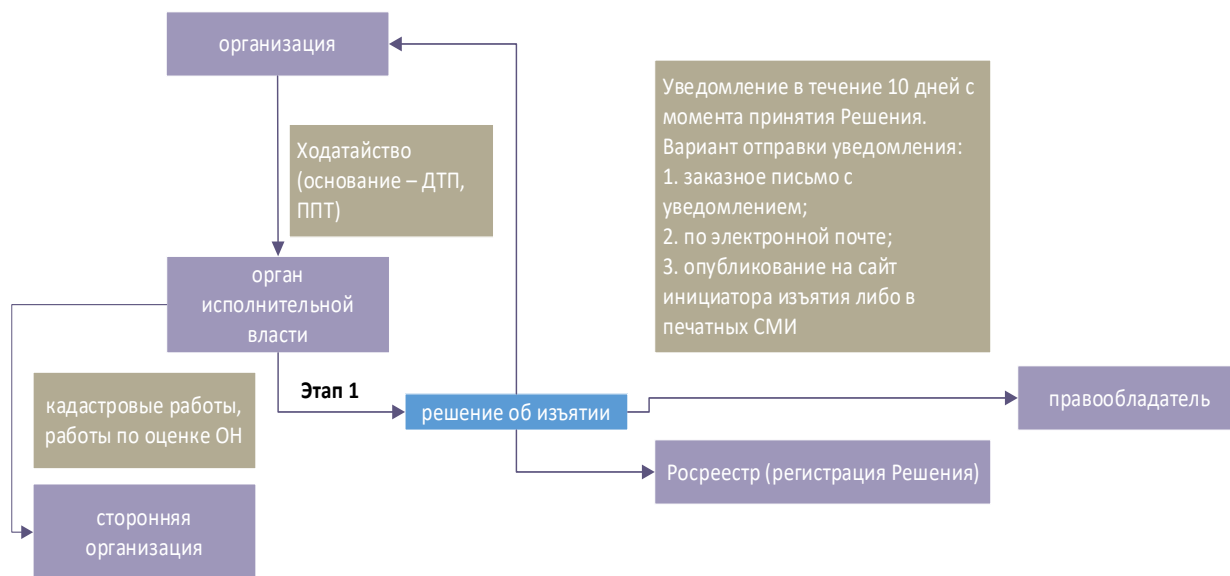 организация
Ходатайство
(основание – ДТП,
ППТ)
Уведомление в течение 10 дней с
момента принятия Решения.
Вариант отправки уведомления:
1. заказное письмо с
уведомлением;
2. по электронной почте;
3. опубликование на сайт
инициатора изъятия либо в
печатных СМИ
орган
исполнительной
власти
Этап 1
решение об изъятии
правообладатель
кадастровые работы,
работы по оценке ОН
Росреестр (регистрация Решения)
сторонняя
организация